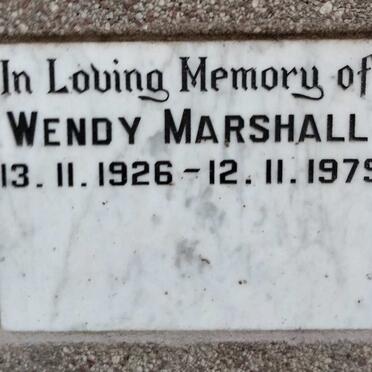 In Loving Memory of
WENDY MARSHALL
13.11.1926 - 12.11.1979